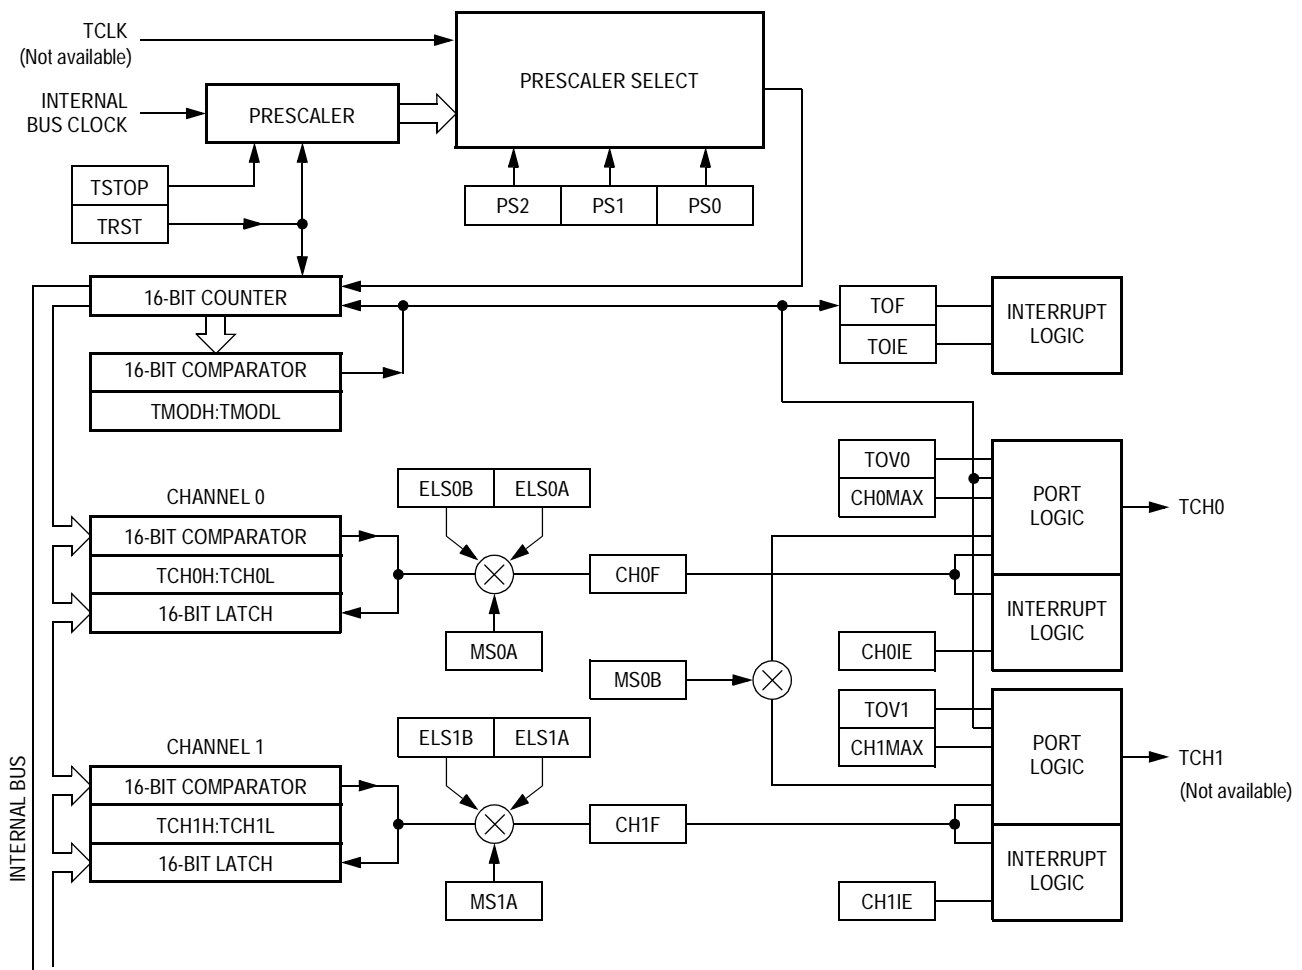 TCLK
(Not available)
PRESCALER SELECT
INTERNAL
BUS CLOCK
PRESCALER
TSTOP
TRST
PS2
PS1
PS0
16-BIT COUNTER
TOF
TOIE
INTERRUPT
LOGIC
16-BIT COMPARATOR
TMODH:TMODL
CHANNEL 0
16-BIT COMPARATOR
TCH0H:TCH0L
16-BIT LATCH
ELS0B
ELS0A
MS0A
CH0F
TOV0
CH0MAX
PORT
LOGIC
TCH0
INTERRUPT
LOGIC
CH0IE
MS0B
CHANNEL 1
16-BIT COMPARATOR
TCH1H:TCH1L
16-BIT LATCH
ELS1B
ELS1A
MS1A
CH1F
TOV1
CH1MAX
PORT
LOGIC
TCH1
(Not available)
INTERRUPT
LOGIC
CH1IE
INTERNAL BUS